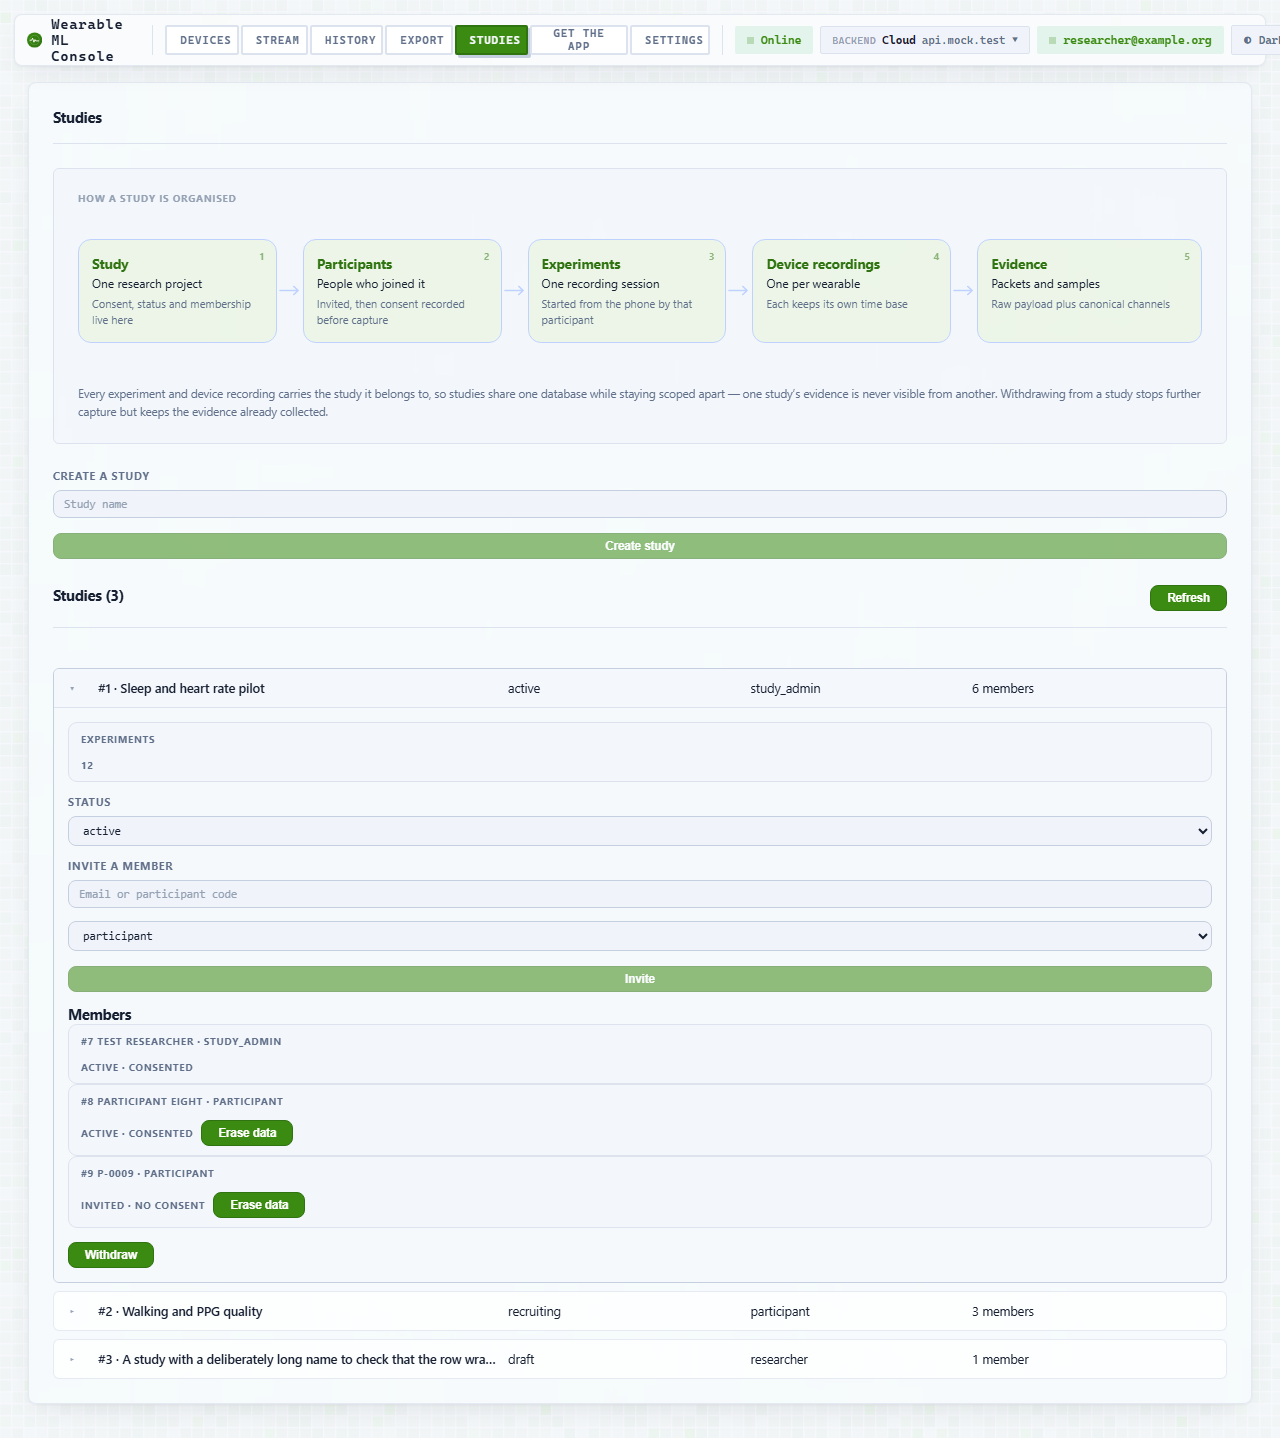 Wearable ML Console
DEVICES
STREAM
HISTORY
EXPORT
STUDIES
GET THE APP
SETTINGS
Online
BACKEND Cloud api.mock.test ▾
researcher@example.org
Studies
HOW A STUDY IS ORGANISED
1
Study
One research project
Consent, status and membership
live here
2
Participants
People who joined it
Invited, then consent recorded
before capture
3
Experiments
One recording session
Started from the phone by that
participant
4
Device recordings
One per wearable
Each keeps its own time base
5
Evidence
Packets and samples
Raw payload plus canonical channels
Every experiment and device recording carries the study it belongs to, so studies share one database while staying scoped apart — one study's evidence is never visible from another. Withdrawing from a study stops further
capture but keeps the evidence already collected.
CREATE A STUDY
Study name
Create study
Studies (3)
Refresh
#1 · Sleep and heart rate pilot active study_admin 6 members
EXPERIMENTS
12
STATUS
active
INVITE A MEMBER
Email or participant code
participant
Invite
Members
#7 TEST RESEARCHER · STUDY_ADMIN
ACTIVE · CONSENTED
#8 PARTICIPANT EIGHT · PARTICIPANT
ACTIVE · CONSENTED Erase data
#9 P-0009 · PARTICIPANT
INVITED · NO CONSENT Erase data
Withdraw
#2 · Walking and PPG quality recruiting participant 3 members
#3 · A study with a deliberately long name to check that the row wra... draft researcher 1 member